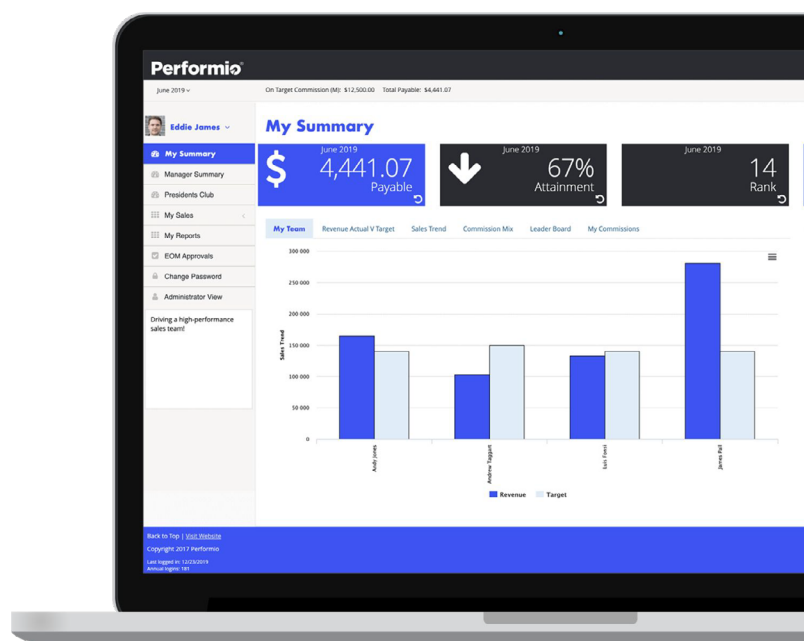 Performio
June 2019
On Target Commission (M): $12,500.00 Total Payable: $4,441.07
Eddie James
My Summary
Manager Summary
Presidents Club
My Sales
My Reports
EOM Approvals
Change Password
Administrator View
Driving a high-performance
sales team!
My Summary
June 2019
$ 4,441.07
Payable
June 2019
67%
Attainment
June 2019
14
Rank
My Team Revenue Actual V Target Sales Trend Commission Mix Leader Board My Commissions
Sales Trend
300 000
250 000
200 000
150 000
100 000
50 000
0
Andy Jones
Andrew Taggart
Luis Fonsi
James Pall
Revenue Target
Back to Top | Visit Website
Copyright 2017 Performio
Last logged in: 12/23/2019
Annual logins: 181